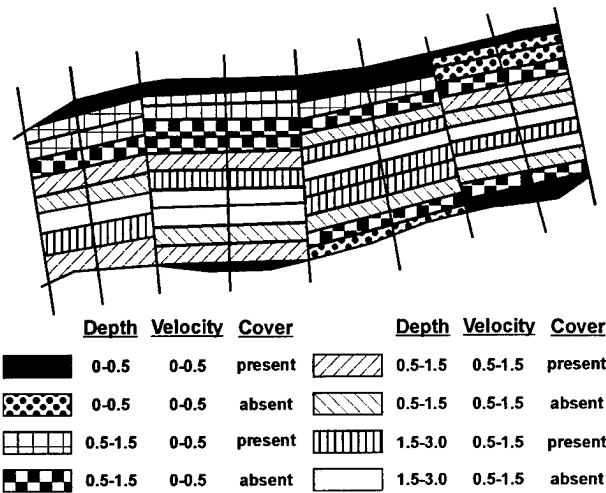 Depth Velocity Cover Depth Velocity Cover
0-0.5 0-0.5 present 0.5-1.5 0.5-1.5 present
0-0.5 0-0.5 absent 0.5-1.5 0.5-1.5 absent
0.5-1.5 0-0.5 present 1.5-3.0 0.5-1.5 present
0.5-1.5 0-0.5 absent 1.5-3.0 0.5-1.5 absent